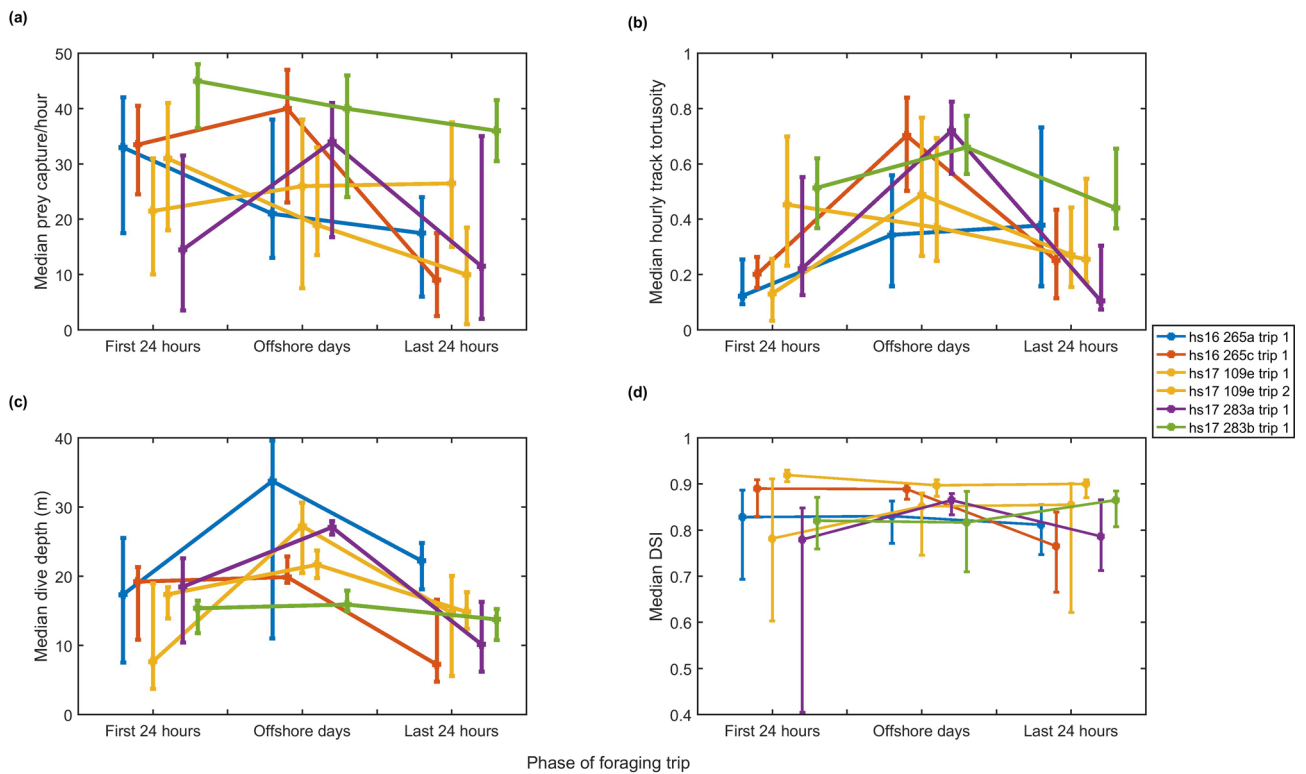 (a)
50
40
30
20
10
0
Median prey capture/hour
First 24 hours
Offshore days
Last 24 hours
(b)
1
0.8
0.6
0.4
0.2
0
Median hourly track tortusoity
First 24 hours
Offshore days
Last 24 hours
hs16 265a trip 1
hs16 265c trip 1
hs17 109e trip 1
hs17 109e trip 2
hs17 283a trip 1
hs17 283b trip 1
(c)
40
30
20
10
0
Median dive depth (m)
First 24 hours
Offshore days
Last 24 hours
(d)
1
0.9
0.8
0.7
0.6
0.5
0.4
Median DSI
First 24 hours
Offshore days
Last 24 hours
Phase of foraging trip